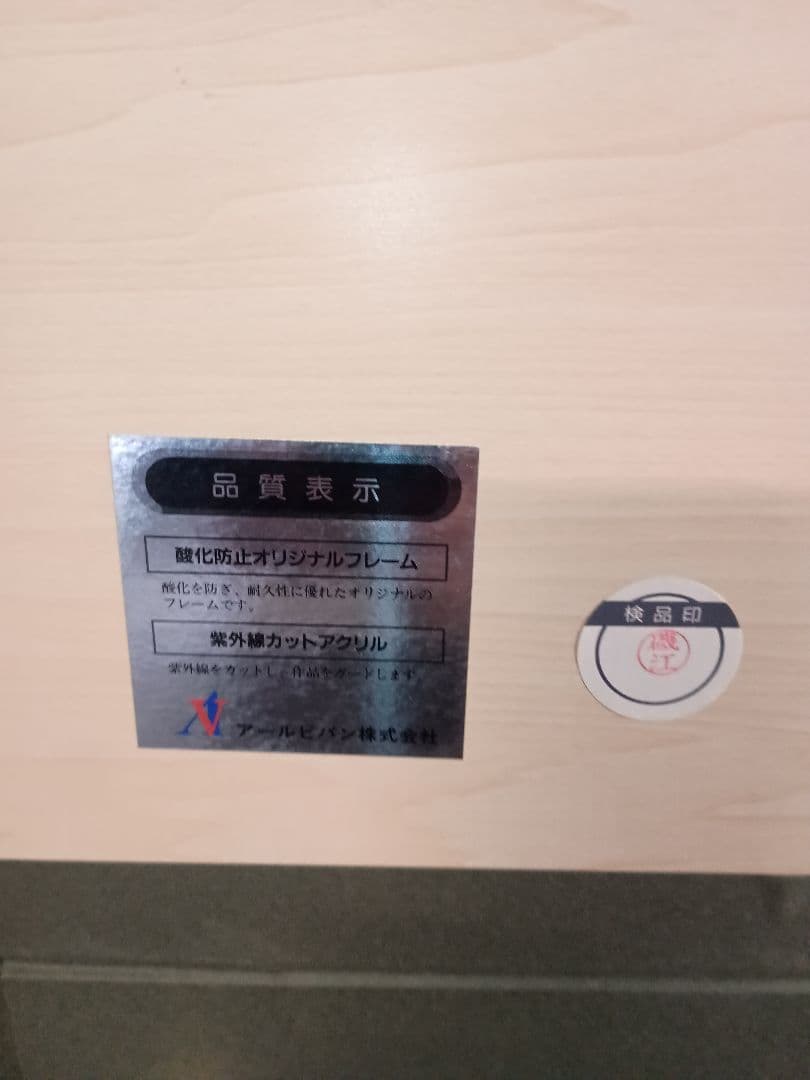 品質表示
酸化防止オリジナルフレーム
酸化を防ぎ、耐久性に優れたオリジナルの
フレームです。
紫外線カットアクリル
紫外線をカットし、作品をガードします。
アールビバン株式会社
検品印
磯江